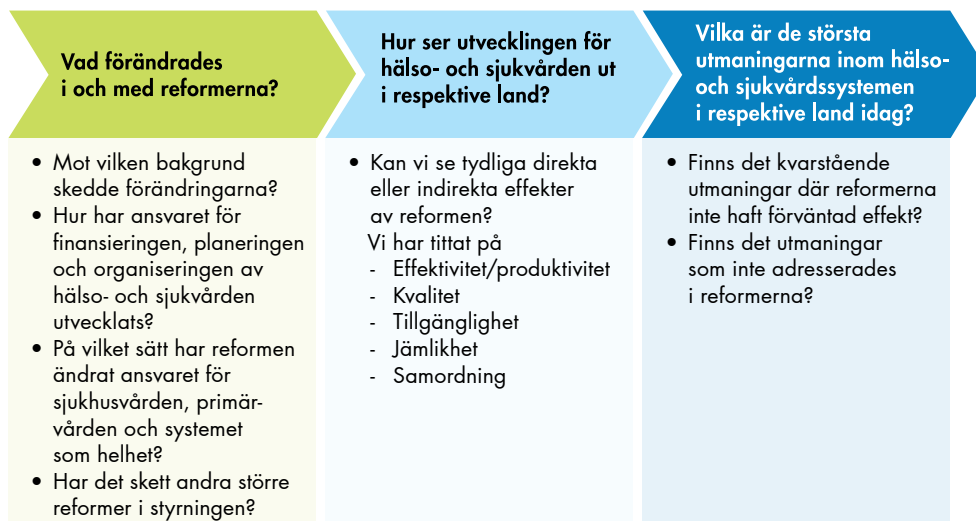 Vad förändrades
i och med reformerna?
• Mot vilken bakgrund
skedde förändringarna?
• Hur har ansvaret för
finansieringen, planeringen
och organiseringen av
hälso- och sjukvården
utvecklats?
• På vilket sätt har reformen
ändrat ansvaret för
sjukhusvården, primär-
vården och systemet
som helhet?
• Har det skett andra större
reformer i styrningen?
Hur ser utvecklingen för
hälso- och sjukvården ut
i respektive land?
• Kan vi se tydliga direkta
eller indirekta effekter
av reformen?
Vi har tittat på
- Effektivitet/produktivitet
- Kvalitet
- Tillgänglighet
- Jämlikhet
- Samordning
Vilka är de största
utmaningarna inom hälso-
och sjukvårdssystemen
i respektive land idag?
• Finns det kvarstående
utmaningar där reformerna
inte haft förväntad effekt?
• Finns det utmaningar
som inte adresserades
i reformerna?